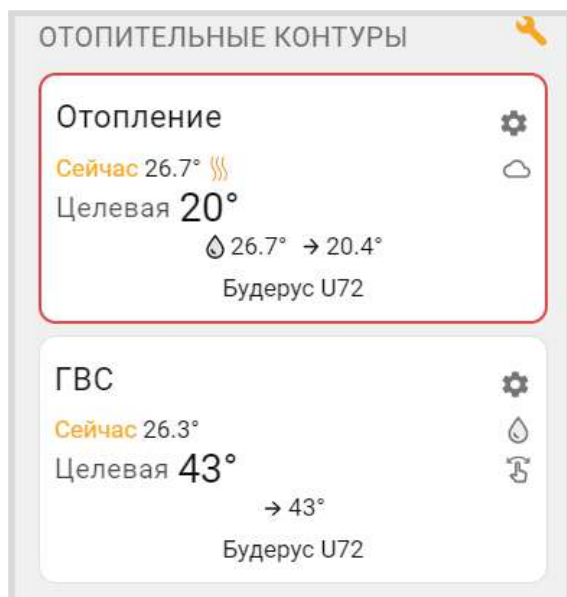 ОТОПИТЕЛЬНЫЕ КОНТУРЫ
Отопление
Сейчас 26.7°
Целевая 20°
26.7° → 20.4°
Будерус U72
ГВС
Сейчас 26.3°
Целевая 43°
→ 43°
Будерус U72